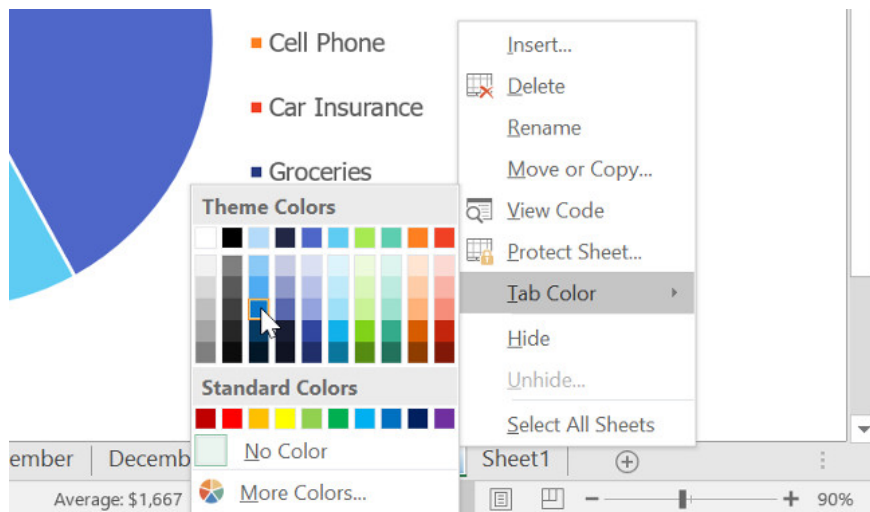 Cell Phone
Car Insurance
Groceries
Insert...
Delete
Rename
Move or Copy...
View Code
Protect Sheet...
Tab Color
Hide
Unhide...
Select All Sheets
Theme Colors
Standard Colors
No Color
More Colors...
ember Decemb Sheet1
Average: $1,667 90%